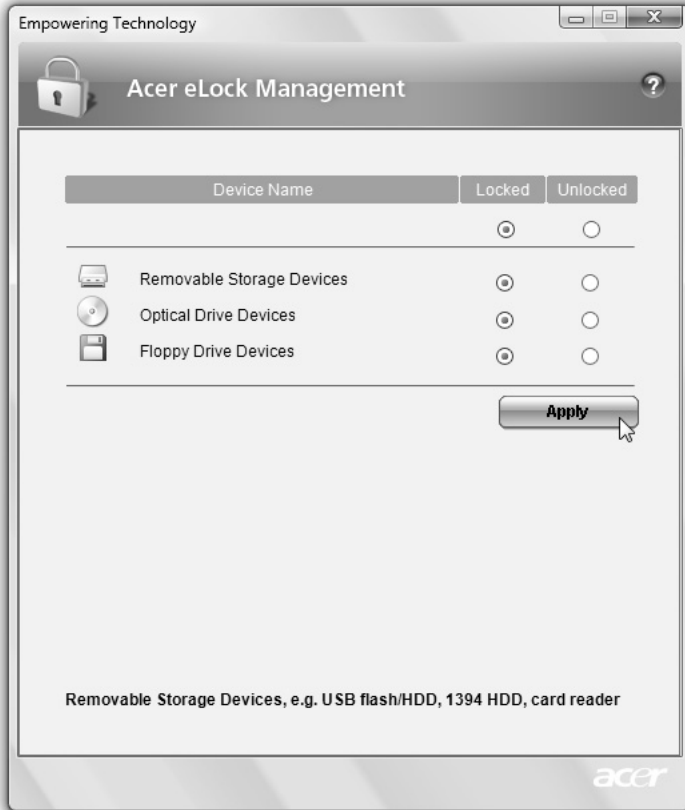 Empowering Technology
Acer eLock Management
?
Device Name Locked Unlocked
Removable Storage Devices
Optical Drive Devices
Floppy Drive Devices
Apply
Removable Storage Devices, e.g. USB flash/HDD, 1394 HDD, card reader
acer